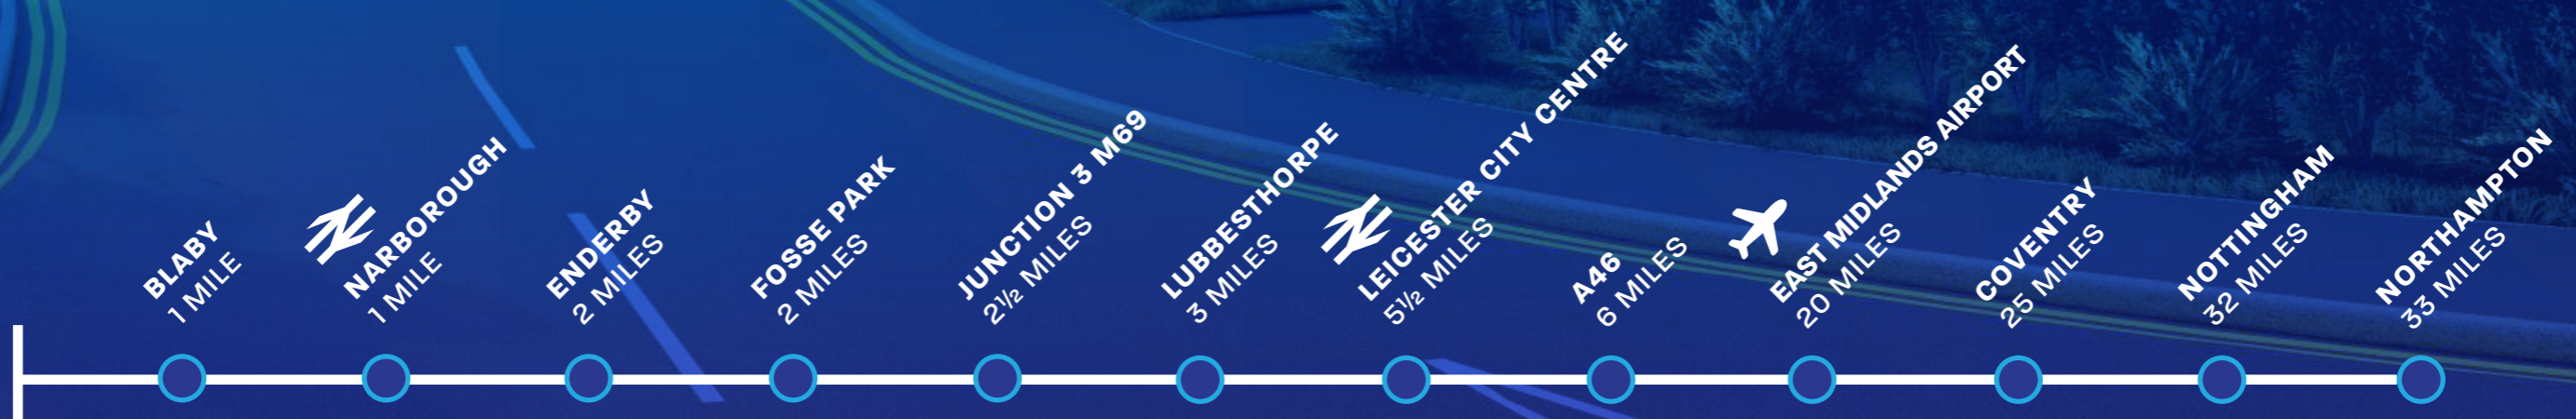 BLABY
1 MILE
NARBOROUGH
1 MILE
ENDERBY
2 MILES
FOSSE PARK
2 MILES
JUNCTION 3 M69
2½ MILES
LUBBESTHORPE
3 MILES
LEICESTER CITY CENTRE
5½ MILES
A46
6 MILES
EAST MIDLANDS AIRPORT
20 MILES
COVENTRY
25 MILES
NOTTINGHAM
32 MILES
NORTHAMPTON
33 MILES